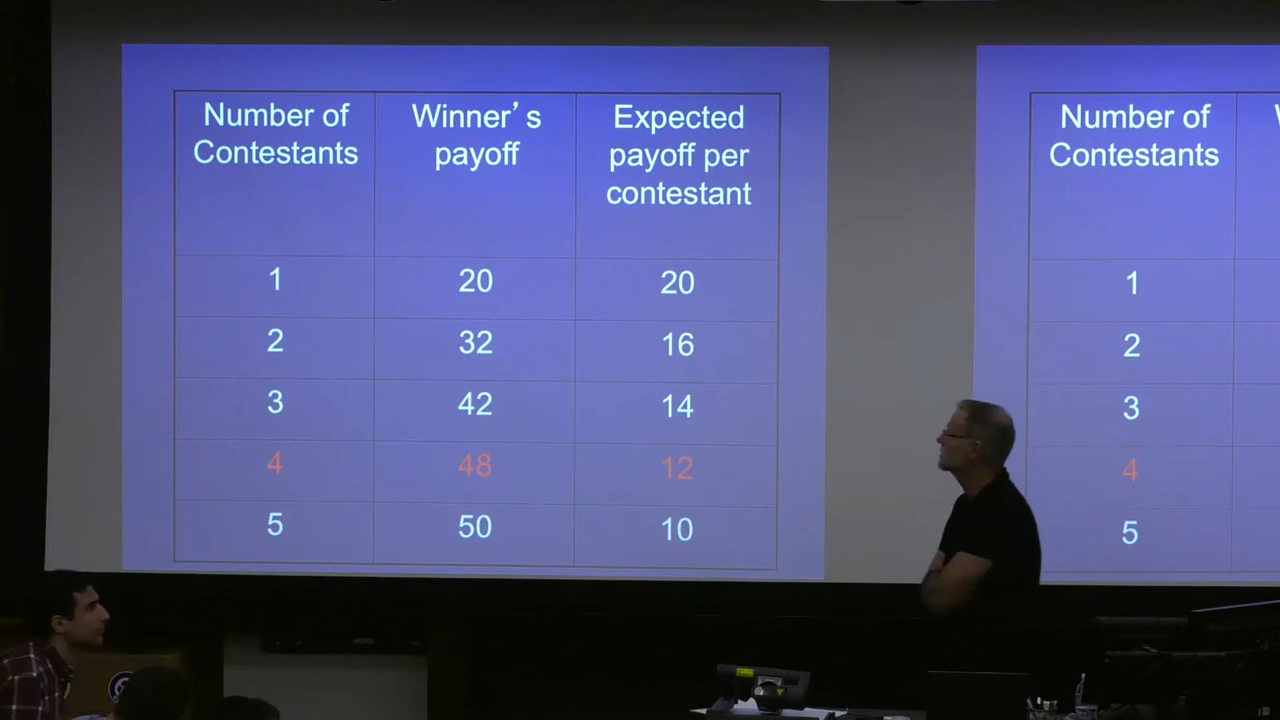 Number of
Contestants
Winner's
payoff
Expected
payoff per
contestant
1
20
20
2
32
16
3
42
14
4
48
12
5
50
10
Number of
Contestants
1
2
3
4
5